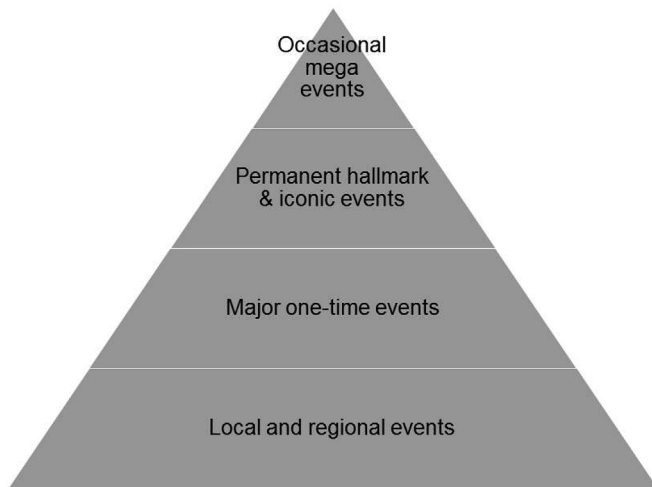 Occasional
mega
events
Permanent hallmark
& iconic events
Major one-time events
Local and regional events